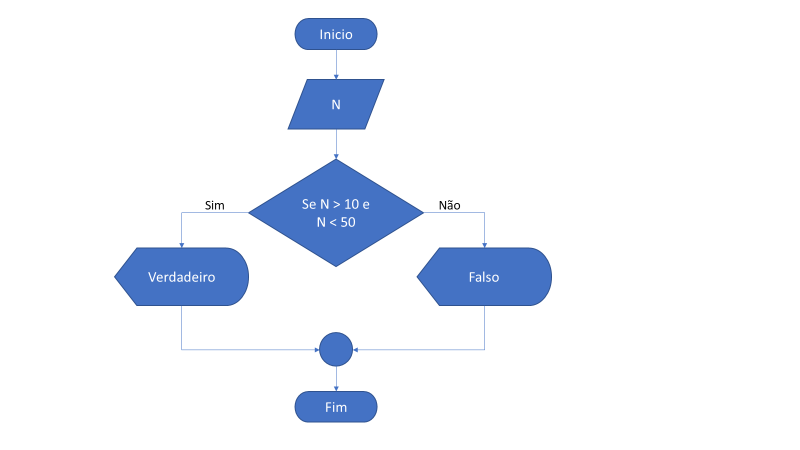 Inicio
N
Se N > 10 e
N < 50
Sim
Não
Verdadeiro
Falso
Fim